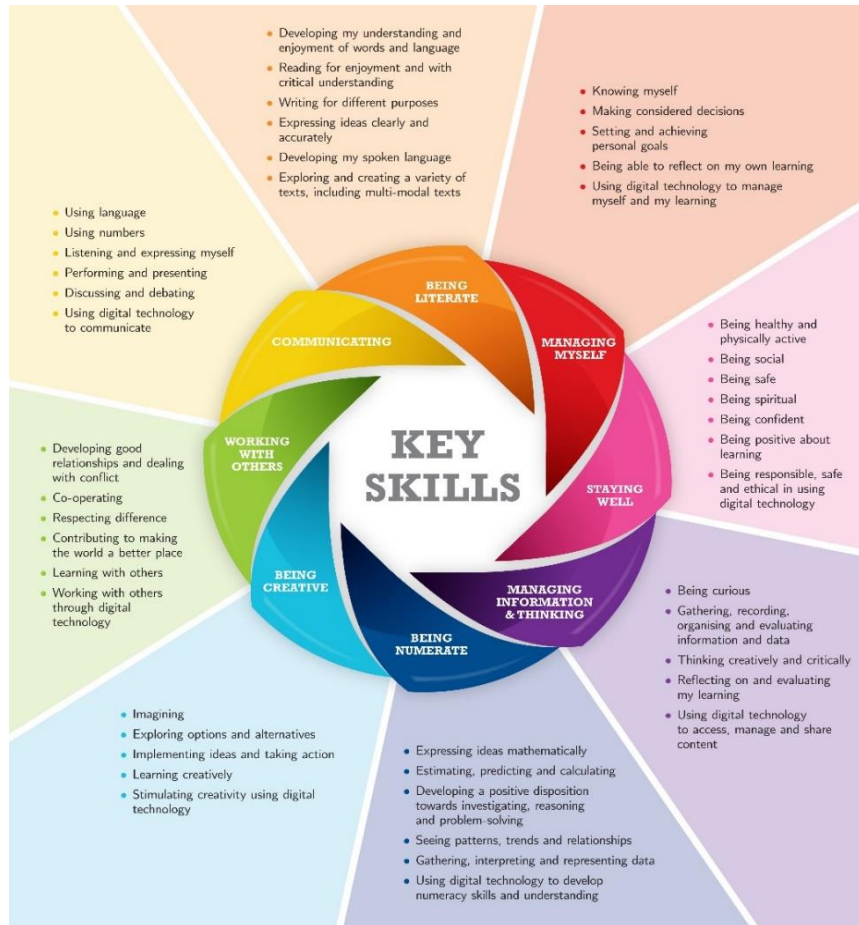 • Developing my understanding and
enjoyment of words and language
• Reading for enjoyment and with
critical understanding
• Writing for different purposes
• Expressing ideas clearly and
accurately
• Developing my spoken language
• Exploring and creating a variety of
texts, including multi-modal texts
• Knowing myself
• Making considered decisions
• Setting and achieving
personal goals
• Being able to reflect on my own learning
• Using digital technology to manage
myself and my learning
• Using language
• Using numbers
• Listening and expressing myself
• Performing and presenting
• Discussing and debating
• Using digital technology
to communicate
BEING
LITERATE
COMMUNICATING
MANAGING
MYSELF
• Being healthy and
physically active
• Being social
• Being safe
• Being spiritual
• Being confident
• Being positive about
learning
• Being responsible, safe
and ethical in using
digital technology
WORKING
WITH
OTHERS
KEY
SKILLS
STAYING
WELL
• Developing good
relationships and dealing
with conflict
• Co-operating
• Respecting difference
• Contributing to making
the world a better place
• Learning with others
• Working with others
through digital
technology
BEING
CREATIVE
MANAGING
INFORMATION
& THINKING
BEING
NUMERATE
• Being curious
• Gathering, recording,
organising and evaluating
information and data
• Thinking creatively and critically
• Reflecting on and evaluating
my learning
• Using digital technology
to access, manage and share
content
• Imagining
• Exploring options and alternatives
• Implementing ideas and taking action
• Learning creatively
• Stimulating creativity using digital
technology
• Expressing ideas mathematically
• Estimating, predicting and calculating
• Developing a positive disposition
towards investigating, reasoning
and problem-solving
• Seeing patterns, trends and relationships
• Gathering, interpreting and representing data
• Using digital technology to develop
numeracy skills and understanding